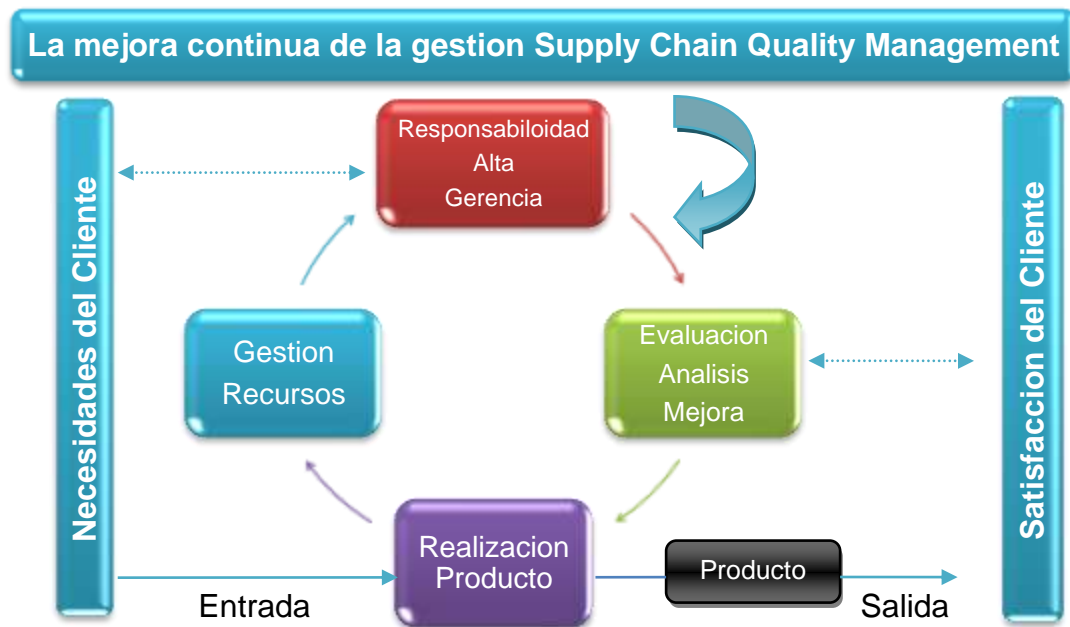 La mejora continua de la gestion Supply Chain Quality Management
Necesidades del Cliente
Responsabiloidad
Alta
Gerencia
Gestion
Recursos
Evaluacion
Analisis
Mejora
Satisfaccion del Cliente
Realizacion
Producto
Producto
Entrada
Salida